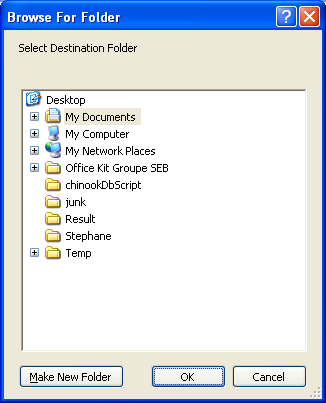 Browse For Folder
Select Destination Folder
Desktop
My Documents
My Computer
My Network Places
Office Kit Groupe SEB
chinookDbScript
junk
Result
Stephane
Temp
Make New Folder OK Cancel